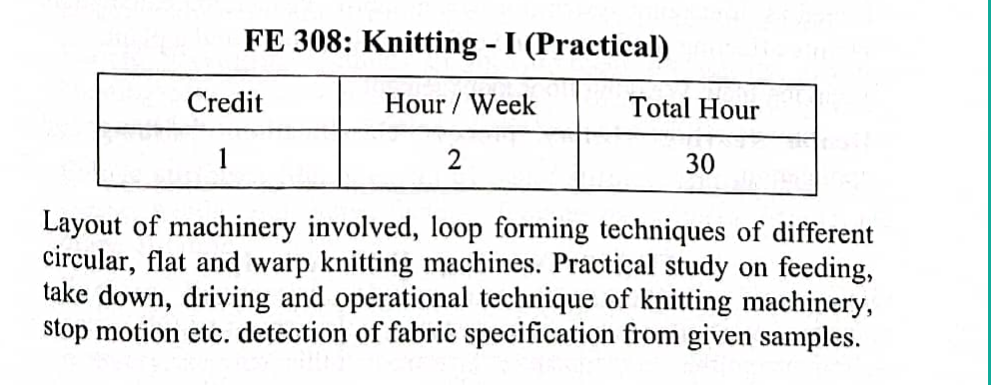 FE 308: Knitting - I (Practical)
Credit Hour / Week Total Hour
1 2 30
Layout of machinery involved, loop forming techniques of different
circular, flat and warp knitting machines. Practical study on feeding,
take down, driving and operational technique of knitting machinery,
stop motion etc. detection of fabric specification from given samples.